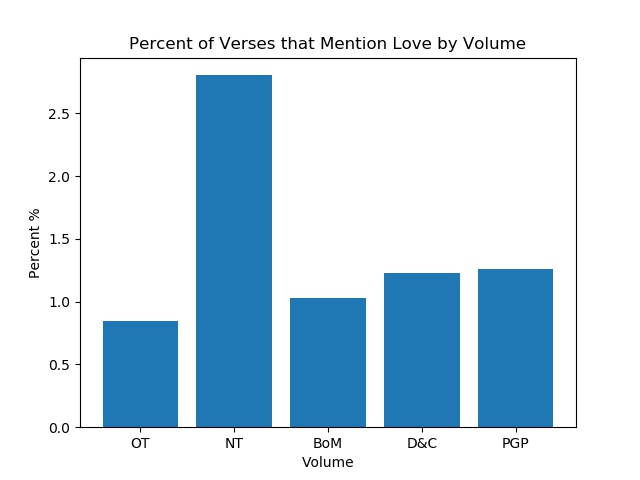 Percent of Verses that Mention Love by Volume
Percent %
2.5
2.0
1.5
1.0
0.5
0.0
OT NT BoM D&C PGP
Volume